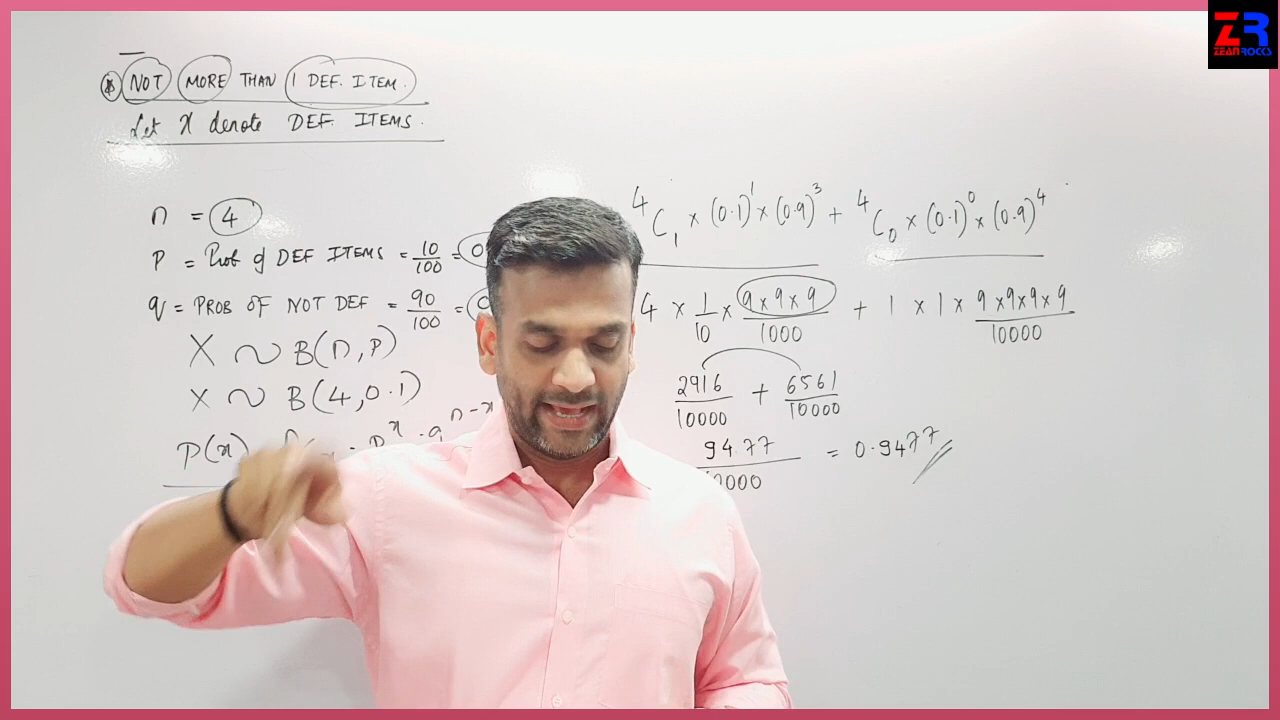 ZR
ZEAN ROCKS
NOT MORE THAN 1 DEF. ITEM.
Let X denote DEF. ITEMS.
n = 4
P = Prob of DEF ITEMS = 10/100 = 0
q = PROB OF NOT DEF = 90/100 =
X ~ B(n, P)
X ~ B(4, 0.1)
P(x)
⁴C₁ × (0.1)¹ × (0.9)³ + ⁴C₀ × (0.1)⁰ × (0.9)⁴
4 × 1/10 × 9×9×9/1000 + 1 × 1 × 9×9×9×9/10000
2916/10000 + 6561/10000
9477/10000 = 0.9477